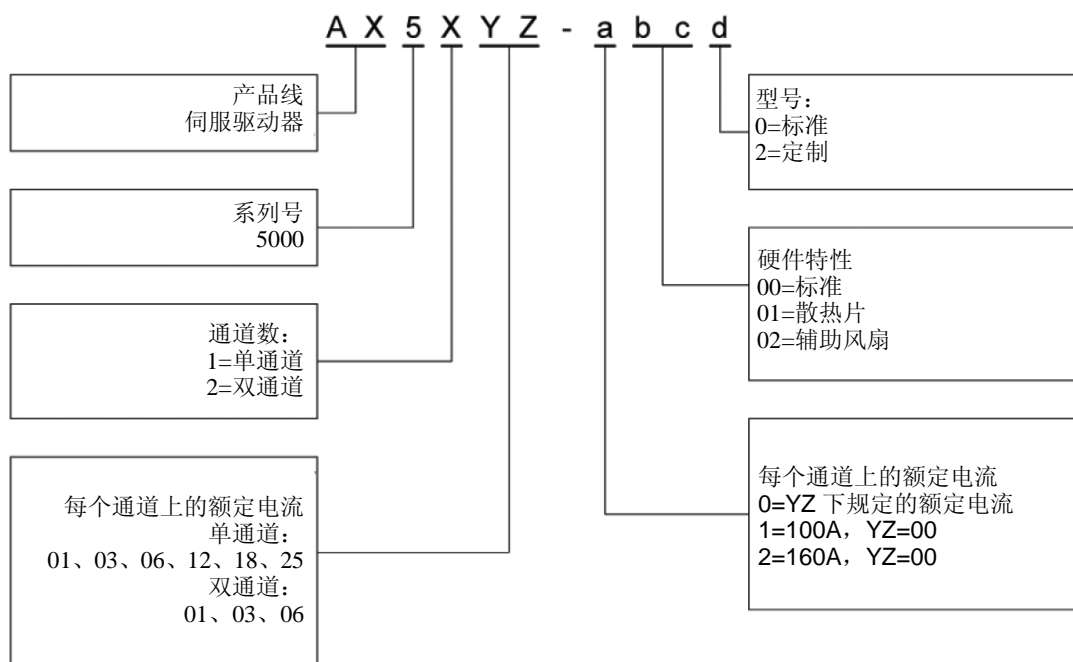 A X 5 X Y Z - a b c d
产品线
伺服驱动器
系列号
5000
通道数：
1=单通道
2=双通道
每个通道上的额定电流
单通道：
01、03、06、12、18、25
双通道：
01、03、06
型号：
0=标准
2=定制
硬件特性
00=标准
01=散热片
02=辅助风扇
每个通道上的额定电流
0=YZ 下规定的额定电流
1=100A，YZ=00
2=160A，YZ=00